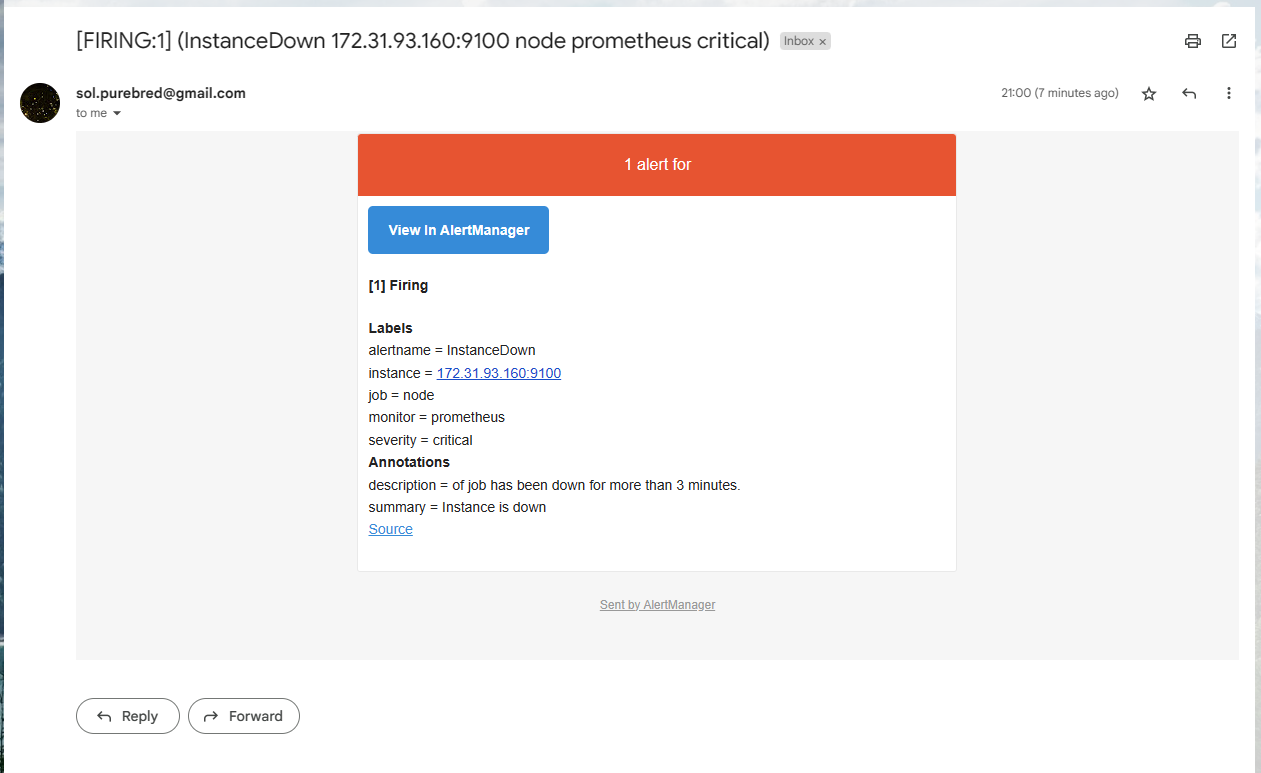 [FIRING:1] (InstanceDown 172.31.93.160:9100 node prometheus critical) Inbox ×
sol.purebred@gmail.com 21:00 (7 minutes ago)
to me
1 alert for
View in AlertManager
[1] Firing
Labels
alertname = InstanceDown
instance = 172.31.93.160:9100
job = node
monitor = prometheus
severity = critical
Annotations
description = of job has been down for more than 3 minutes.
summary = Instance is down
Source
Sent by AlertManager
Reply Forward